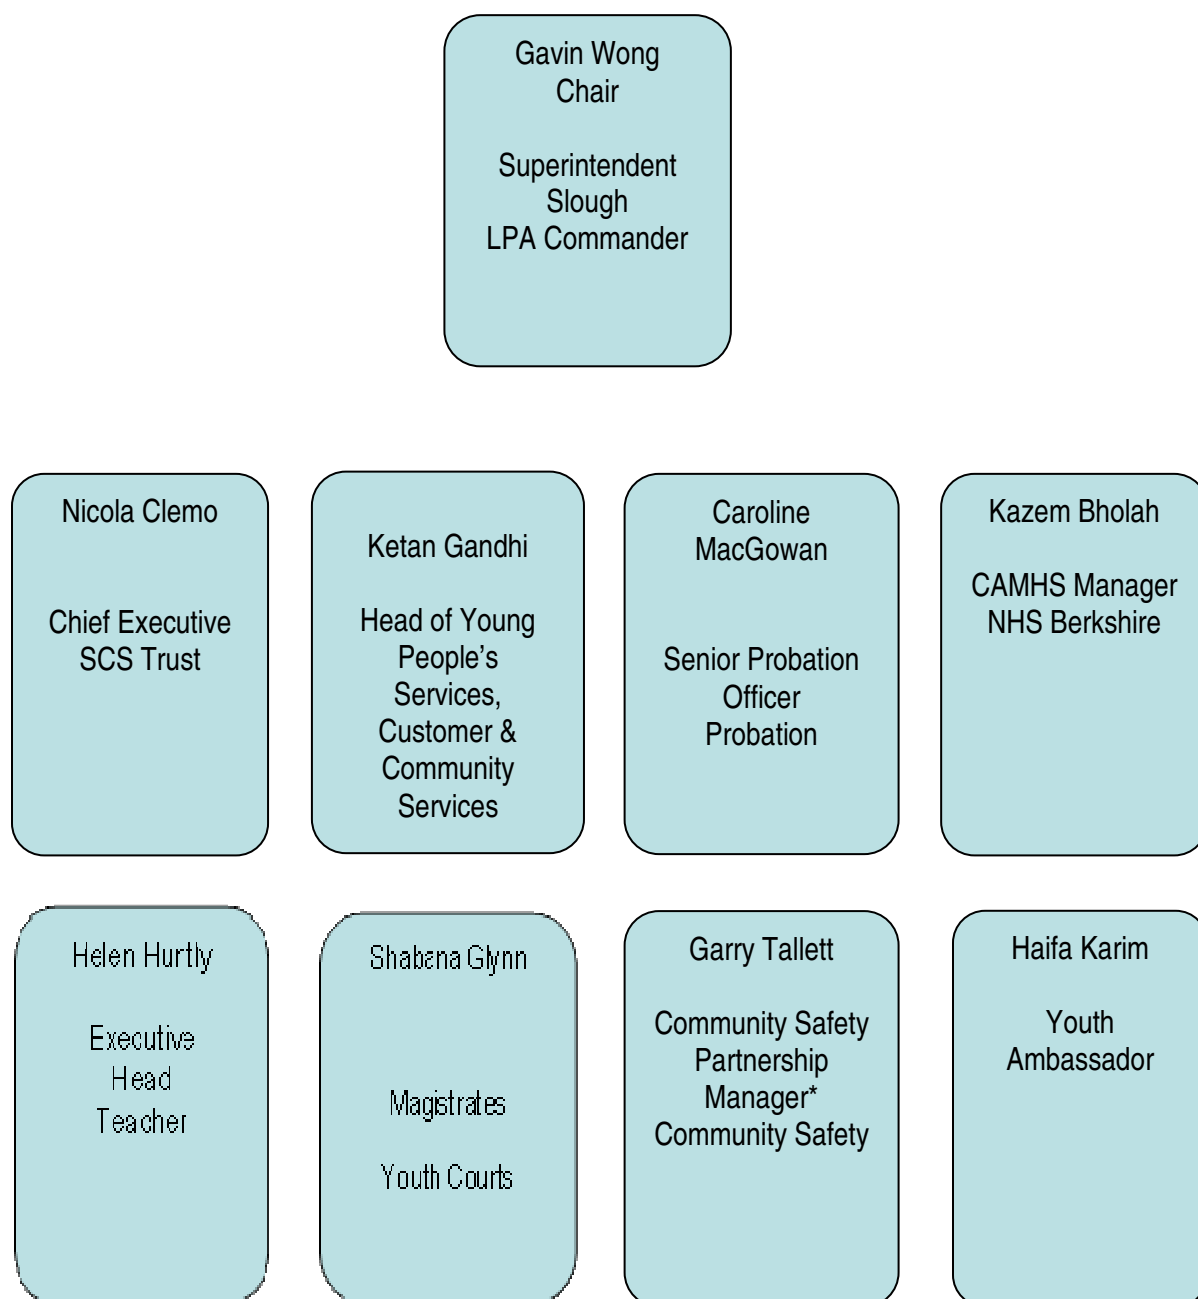 Gavin Wong
Chair
Superintendent
Slough
LPA Commander
Nicola Clemo
Chief Executive
SCS Trust
Ketan Gandhi
Head of Young
People’s
Services,
Customer &
Community
Services
Caroline
MacGowan
Senior Probation
Officer
Probation
Kazem Bholah
CAMHS Manager
NHS Berkshire
Helen Hurtly
Executive
Head
Teacher
Shabana Glynn
Magistrates
Youth Courts
Garry Tallett
Community Safety
Partnership
Manager*
Community Safety
Haifa Karim
Youth
Ambassador